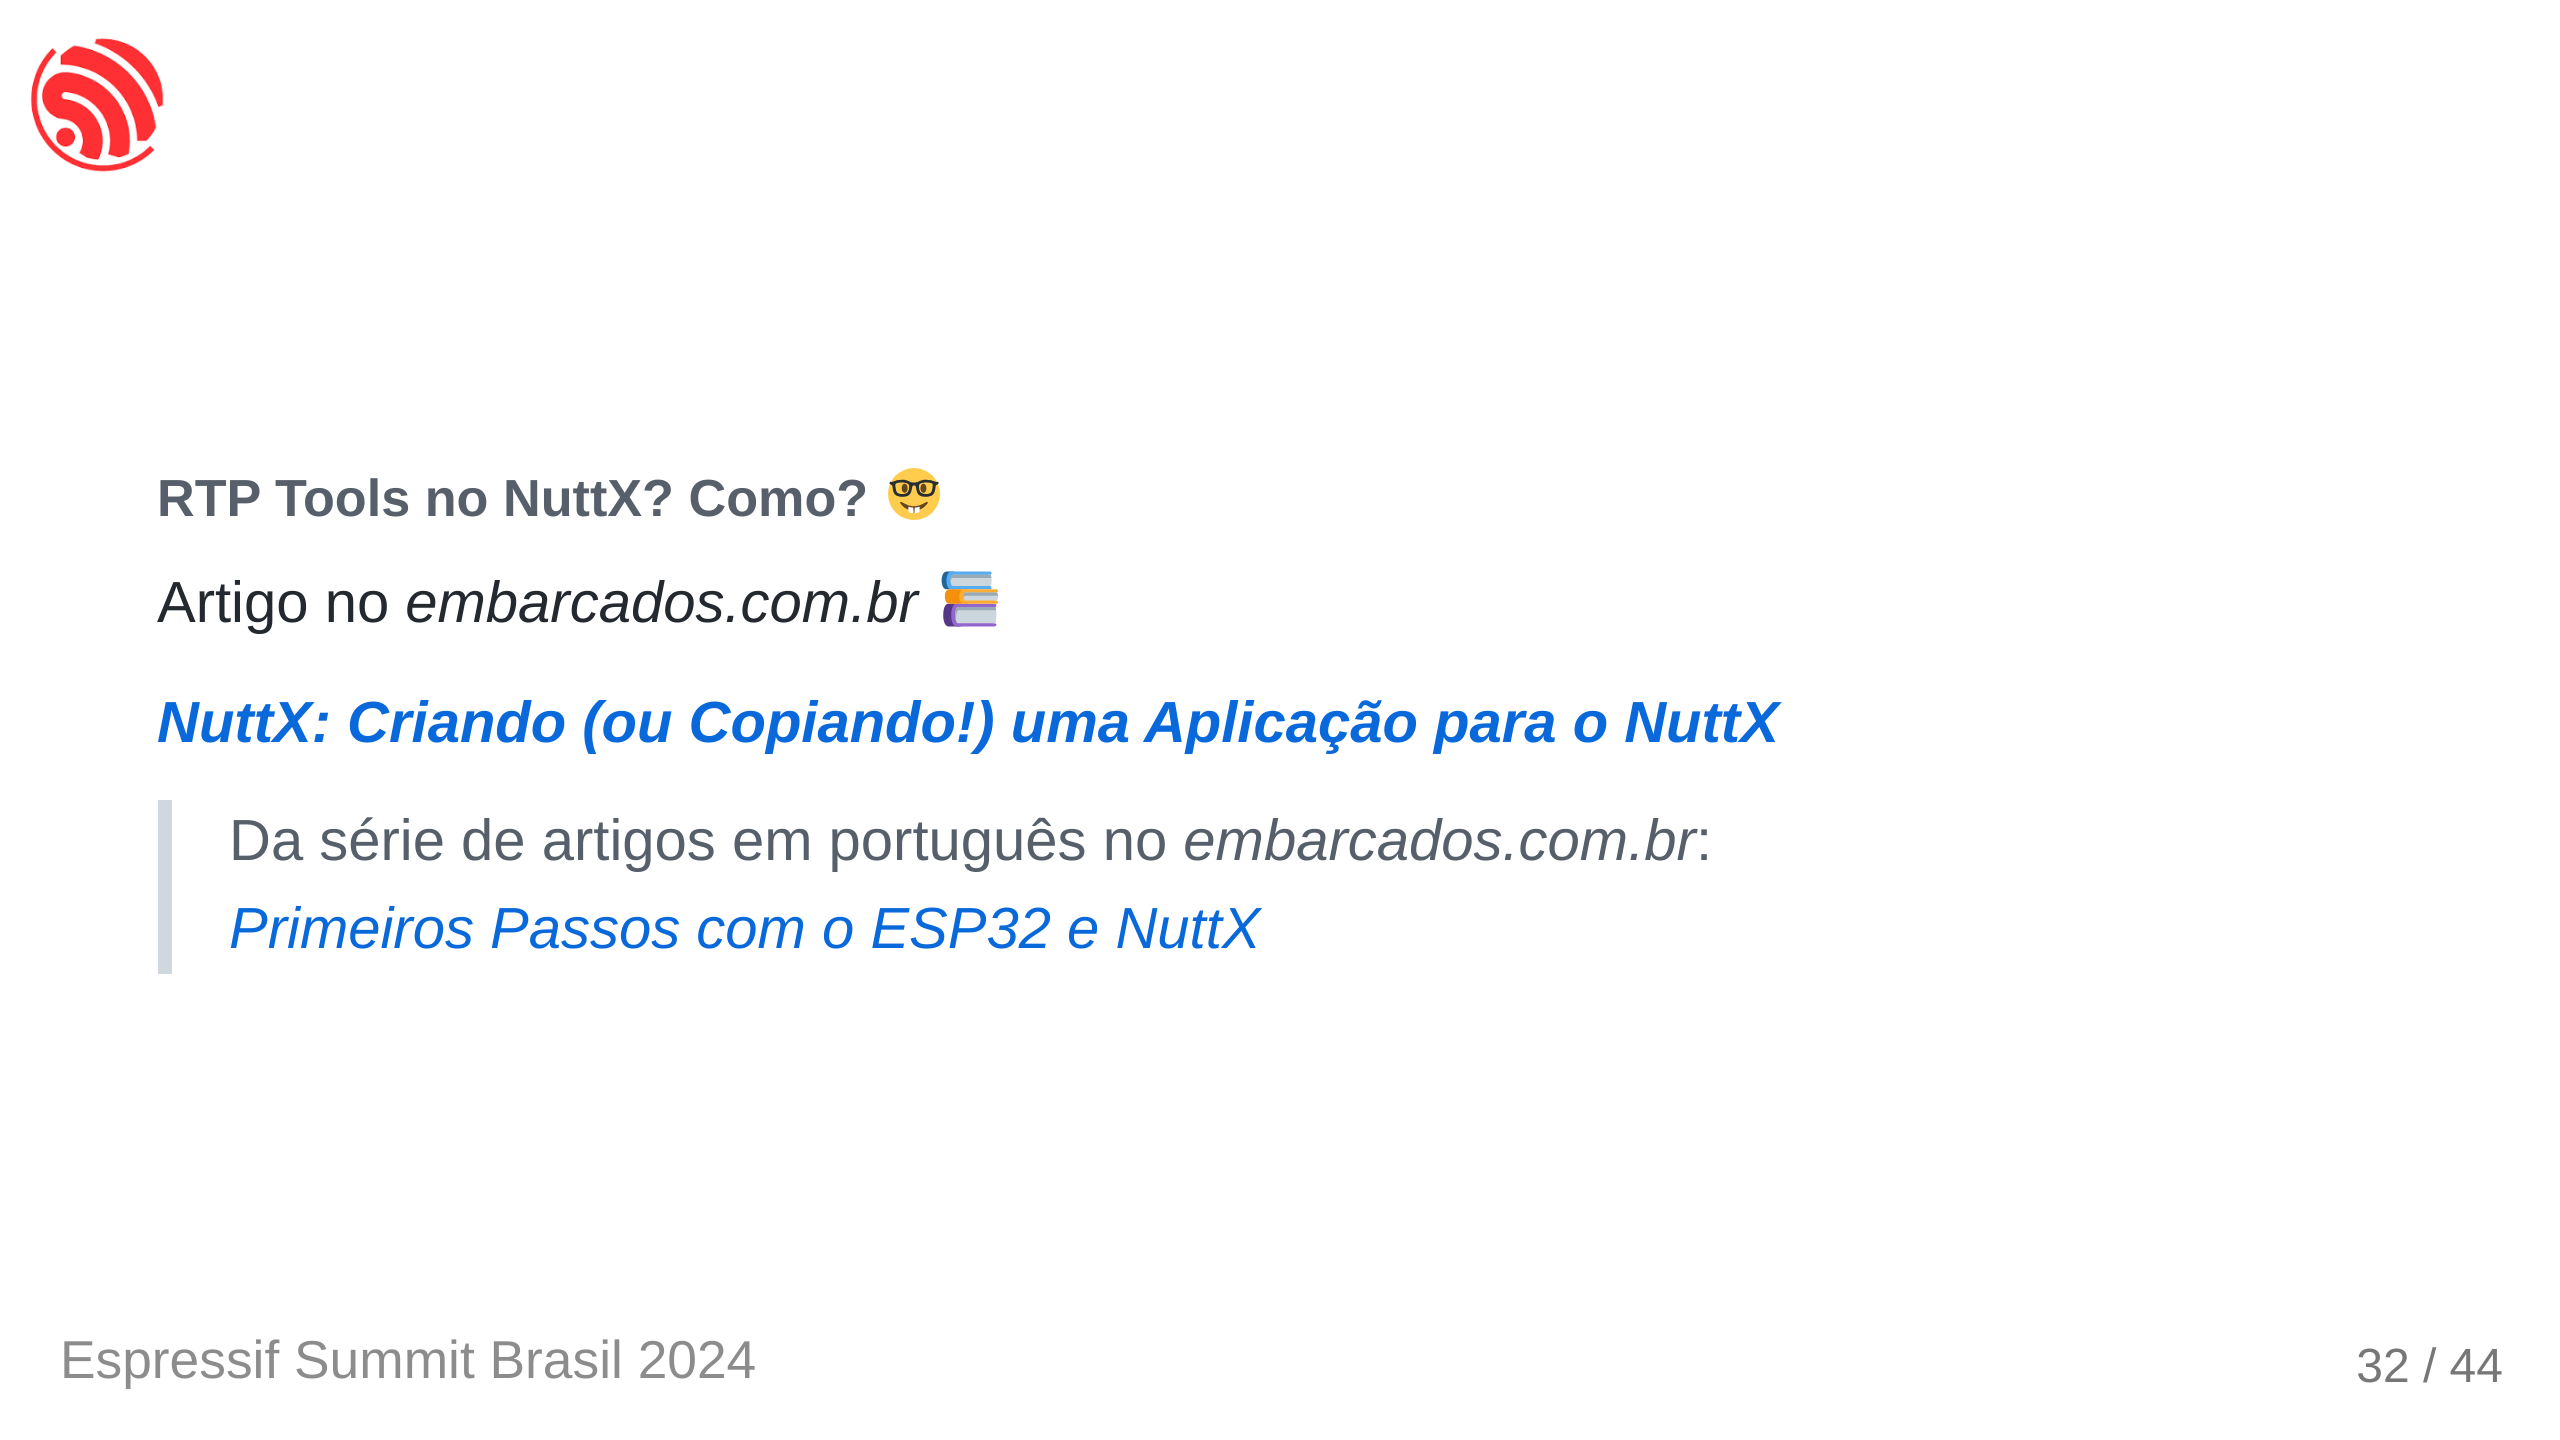 RTP Tools no NuttX? Como? 🤓
Artigo no embarcados.com.br 📚
NuttX: Criando (ou Copiando!) uma Aplicação para o NuttX
Da série de artigos em português no embarcados.com.br:
Primeiros Passos com o ESP32 e NuttX
Espressif Summit Brasil 2024
32 / 44